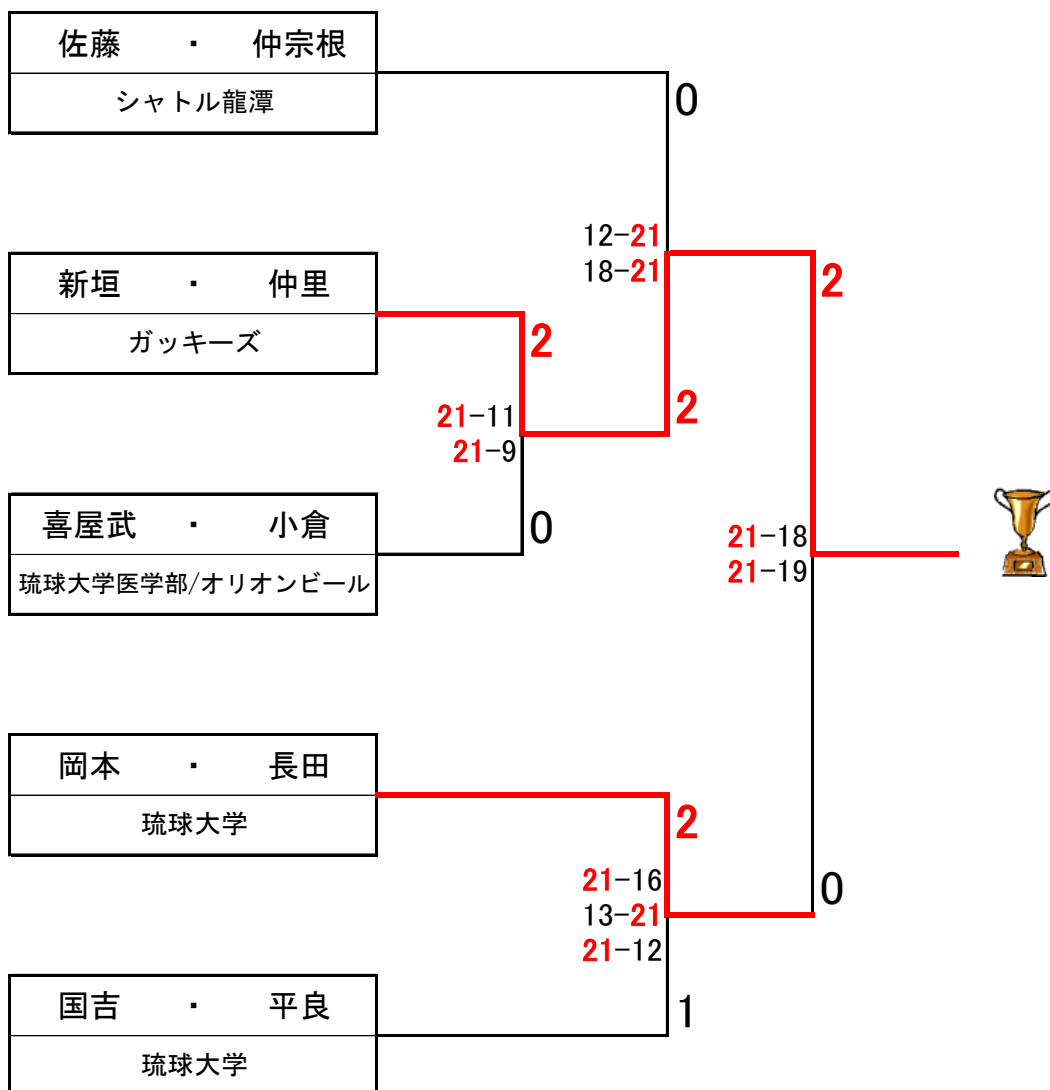 佐藤 ・ 仲宗根
シャトル龍潭
0
12-21
18-21
新垣 ・ 仲里
ガッキーズ
2
2
21-11
21-9
2
喜屋武 ・ 小倉
琉球大学医学部/オリオンビール
0
21-18
21-19
岡本 ・ 長田
琉球大学
2
21-16
13-21
21-12
0
国吉 ・ 平良
琉球大学
1